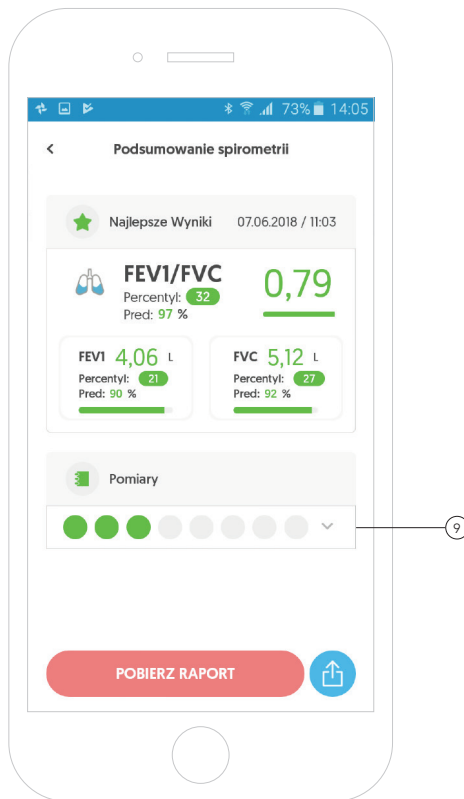 73% 14:05
Podsumowanie spirometrii
Najlepsze Wyniki 07.06.2018 / 11:03
FEV1/FVC 0,79
Percentyl: 32
Pred: 97 %
FEV1 4,06 L
Percentyl: 21
Pred: 90 %
FVC 5,12 L
Percentyl: 27
Pred: 92 %
Pomiary
9
POBIERZ RAPORT